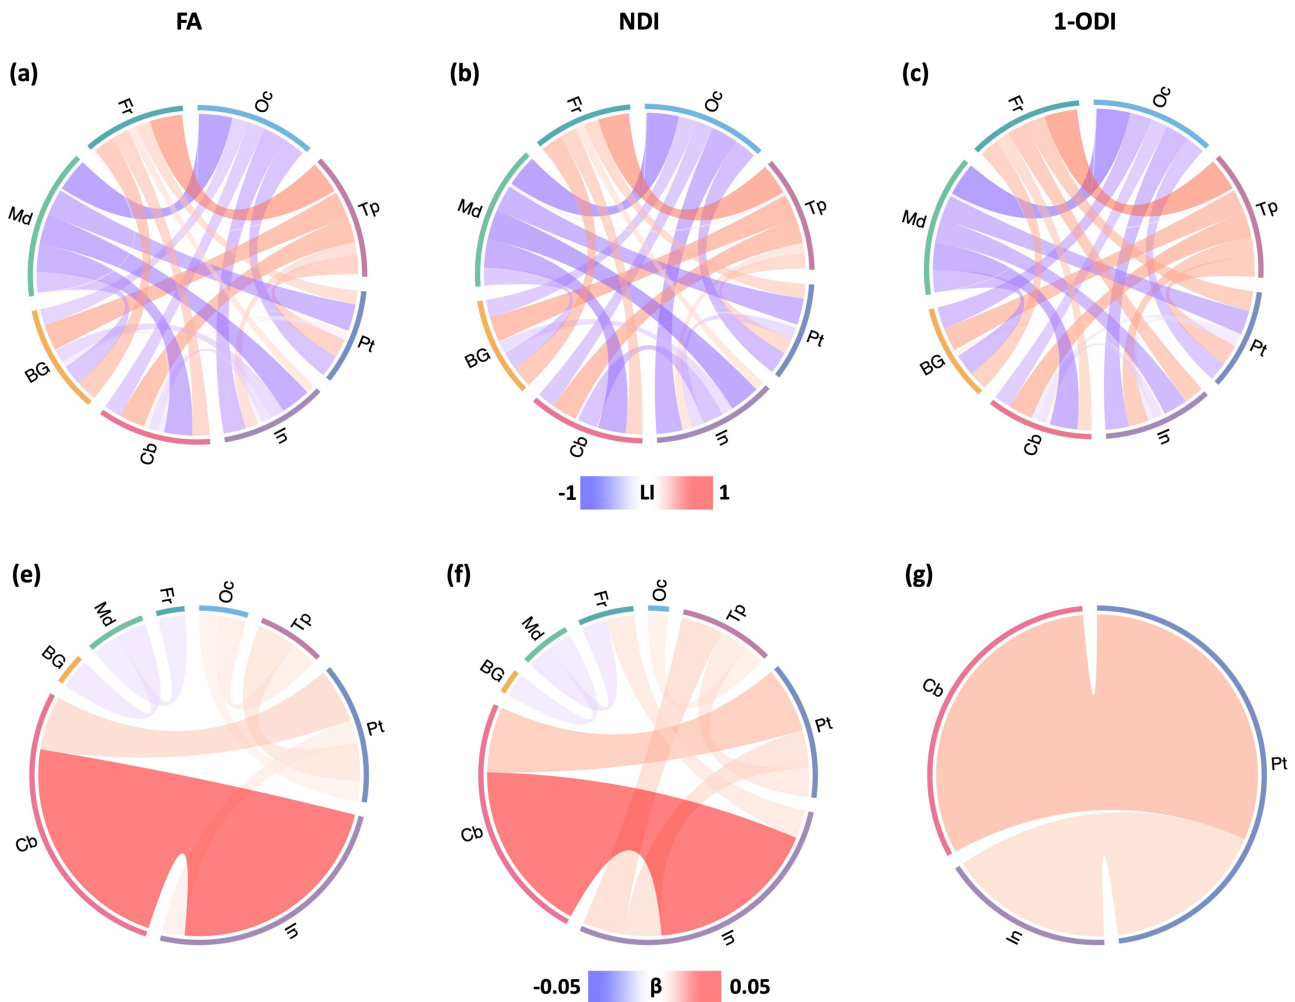 FA
NDI
1-ODI
(a)
(b)
(c)
Fr
Oc
Tp
Pt
In
Cb
BG
Md
Fr
Oc
Tp
Pt
In
Cb
BG
Md
Fr
Oc
Tp
Pt
In
Cb
BG
Md
-1 LI 1
(e)
(f)
(g)
BG
Md
Fr
Oc
Tp
Pt
In
Cb
BG
Md
Fr
Oc
Tp
Pt
In
Cb
Cb
Pt
In
-0.05 β 0.05